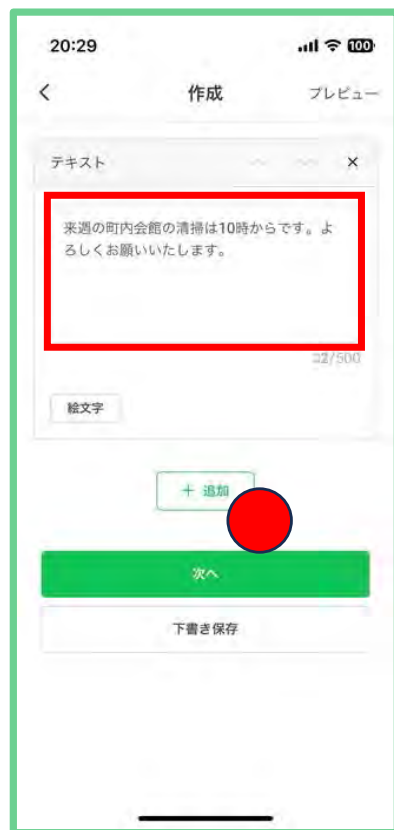 20:29
100
作成
プレビュー
テキスト
来週の町内会館の清掃は10時からです。よ
ろしくお願いいたします。
32/500
絵文字
+ 追加
次へ
下書き保存